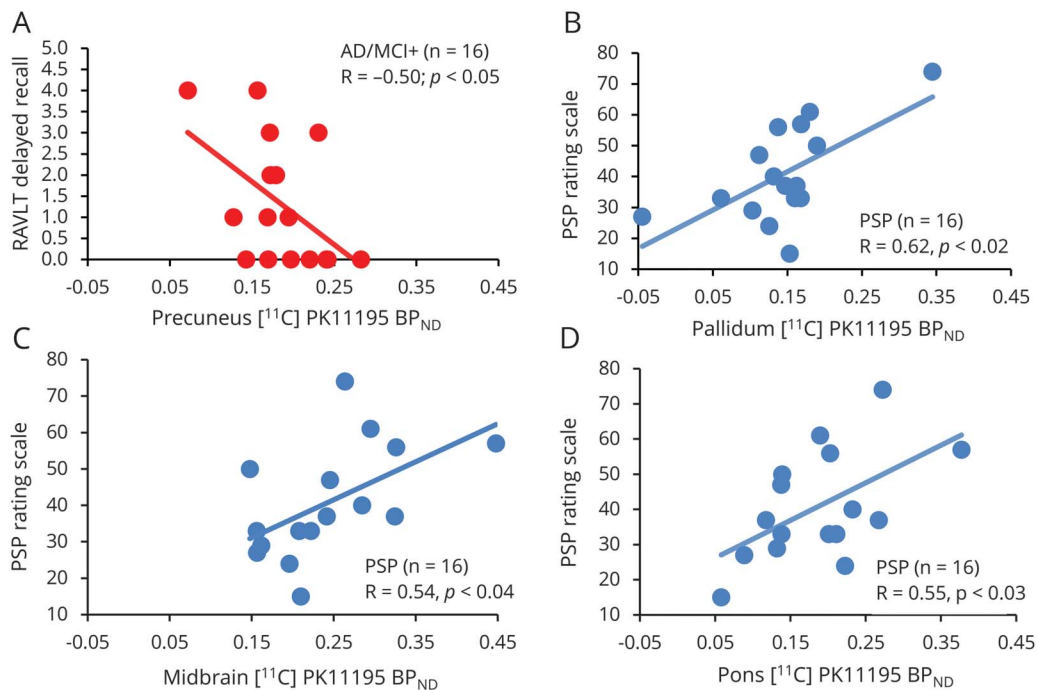 A
AD/MCI+ (n = 16)
R = –0.50; p < 0.05
RAVLT delayed recall
5.0
4.5
4.0
3.5
3.0
2.5
2.0
1.5
1.0
0.5
0.0
-0.05 0.05 0.15 0.25 0.35 0.45
Precuneus [¹¹C] PK11195 BP_ND
B
PSP rating scale
80
70
60
50
40
30
20
10
PSP (n = 16)
R = 0.62, p < 0.02
-0.05 0.05 0.15 0.25 0.35 0.45
Pallidum [¹¹C] PK11195 BP_ND
C
PSP rating scale
80
70
60
50
40
30
20
10
PSP (n = 16)
R = 0.54, p < 0.04
-0.05 0.05 0.15 0.25 0.35 0.45
Midbrain [¹¹C] PK11195 BP_ND
D
PSP rating scale
80
70
60
50
40
30
20
10
PSP (n = 16)
R = 0.55, p < 0.03
-0.05 0.05 0.15 0.25 0.35 0.45
Pons [¹¹C] PK11195 BP_ND